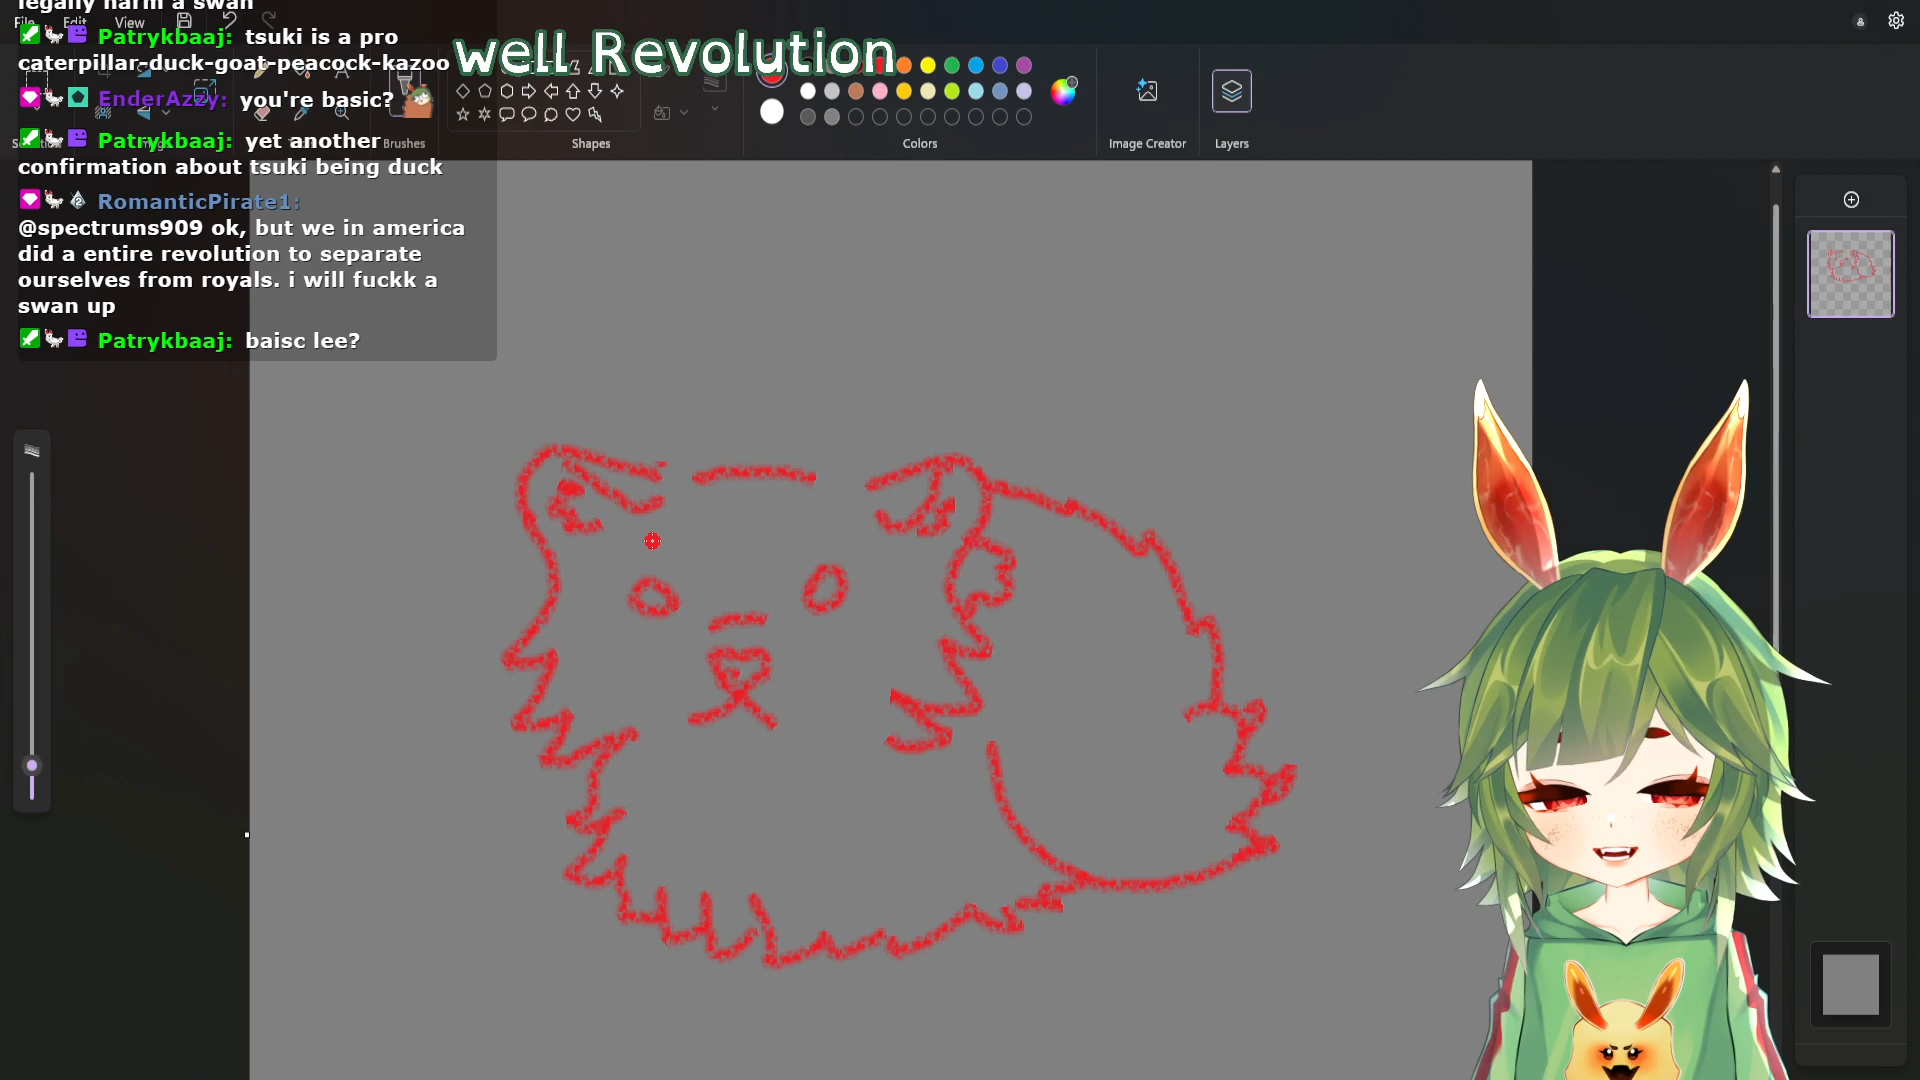 legally harm a swan
File Edit View
Patrykbaaj: tsuki is a pro
caterpillar-duck-goat-peacock-kazoo
well Revolution
EnderAzzy: you're basic?
Patrykbaaj: yet another
confirmation about tsuki being duck
Brushes
Shapes
Colors
Image Creator
Layers
RomanticPirate1:
@spectrums909 ok, but we in america
did a entire revolution to separate
ourselves from royals. i will fuckk a
swan up
Patrykbaaj: baisc lee?